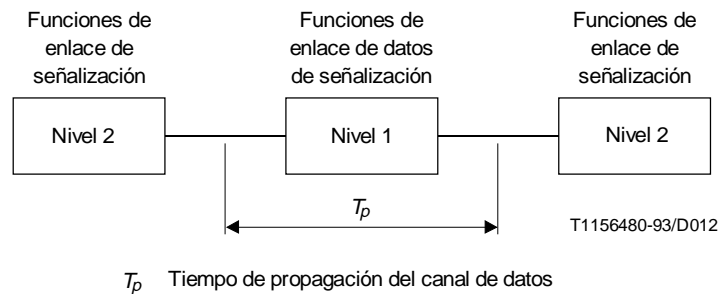 Funciones de
enlace de
señalización
Funciones de
enlace de datos
de señalización
Funciones de
enlace de
señalización
Nivel 2
Nivel 1
Nivel 2
Tp
T1156480-93/D012
Tp Tiempo de propagación del canal de datos